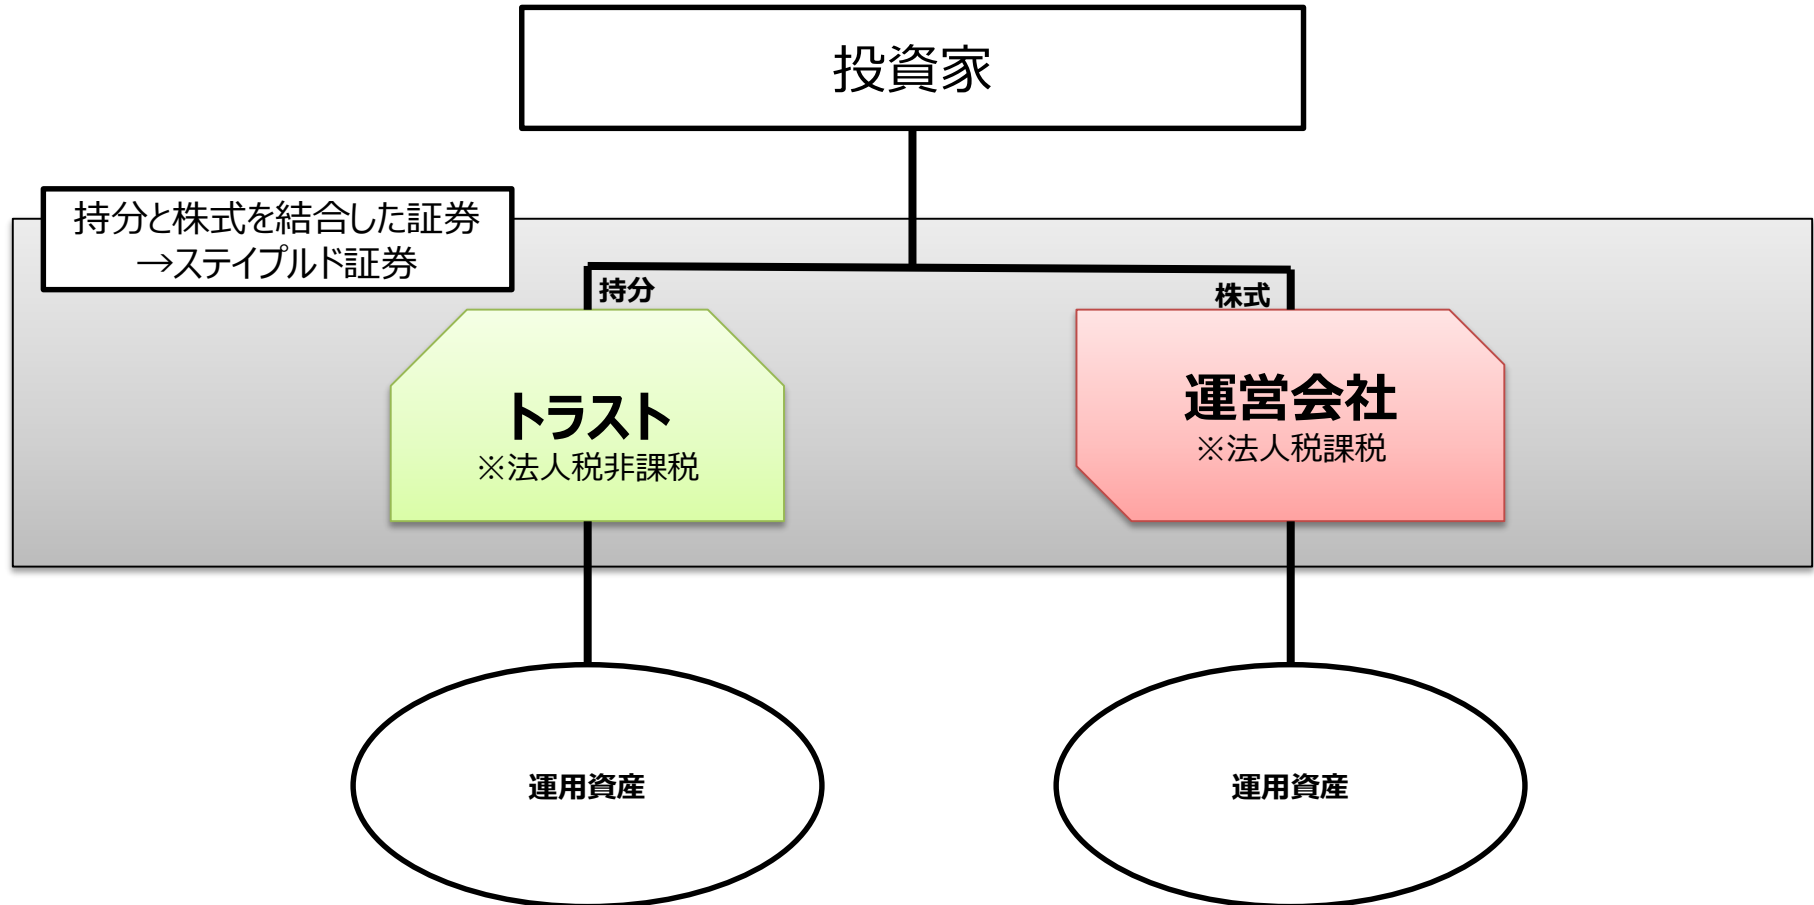 投資家
持分と株式を結合した証券
→ステイプルド証券
持分
株式
トラスト
※法人税非課税
運営会社
※法人税課税
運用資産
運用資産